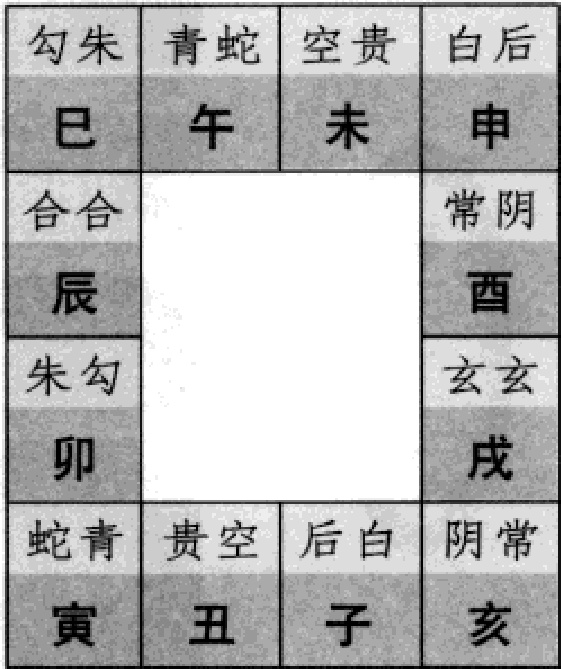 勾朱 青蛇 空贵 白后
巳 午 未 申
合合 常阴
辰 酉
朱勾 玄玄
卯 戌
蛇青 贵空 后白 阴常
寅 丑 子 亥